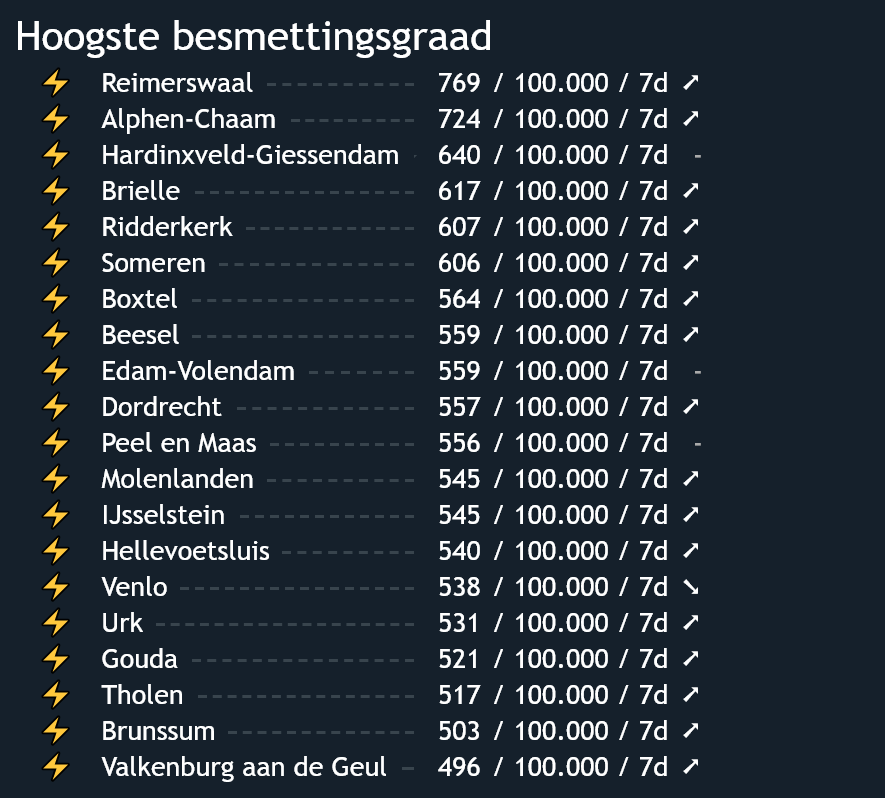 Hoogste besmettingsgraad
⚡ Reimerswaal ---------- 769 / 100.000 / 7d ➚
⚡ Alphen-Chaam -------- 724 / 100.000 / 7d ➚
⚡ Hardinxveld-Giessendam - 640 / 100.000 / 7d -
⚡ Brielle --------------- 617 / 100.000 / 7d ➚
⚡ Ridderkerk ----------- 607 / 100.000 / 7d ➚
⚡ Someren ------------- 606 / 100.000 / 7d ➚
⚡ Boxtel --------------- 564 / 100.000 / 7d ➚
⚡ Beesel --------------- 559 / 100.000 / 7d ➚
⚡ Edam-Volendam ------- 559 / 100.000 / 7d -
⚡ Dordrecht ------------ 557 / 100.000 / 7d ➚
⚡ Peel en Maas ---------- 556 / 100.000 / 7d -
⚡ Molenlanden ---------- 545 / 100.000 / 7d ➚
⚡ IJsselstein ------------ 545 / 100.000 / 7d ➚
⚡ Hellevoetsluis --------- 540 / 100.000 / 7d ➚
⚡ Venlo ---------------- 538 / 100.000 / 7d ➘
⚡ Urk ----------------- 531 / 100.000 / 7d ➚
⚡ Gouda --------------- 521 / 100.000 / 7d ➚
⚡ Tholen --------------- 517 / 100.000 / 7d ➚
⚡ Brunssum ------------- 503 / 100.000 / 7d ➚
⚡ Valkenburg aan de Geul - 496 / 100.000 / 7d ➚